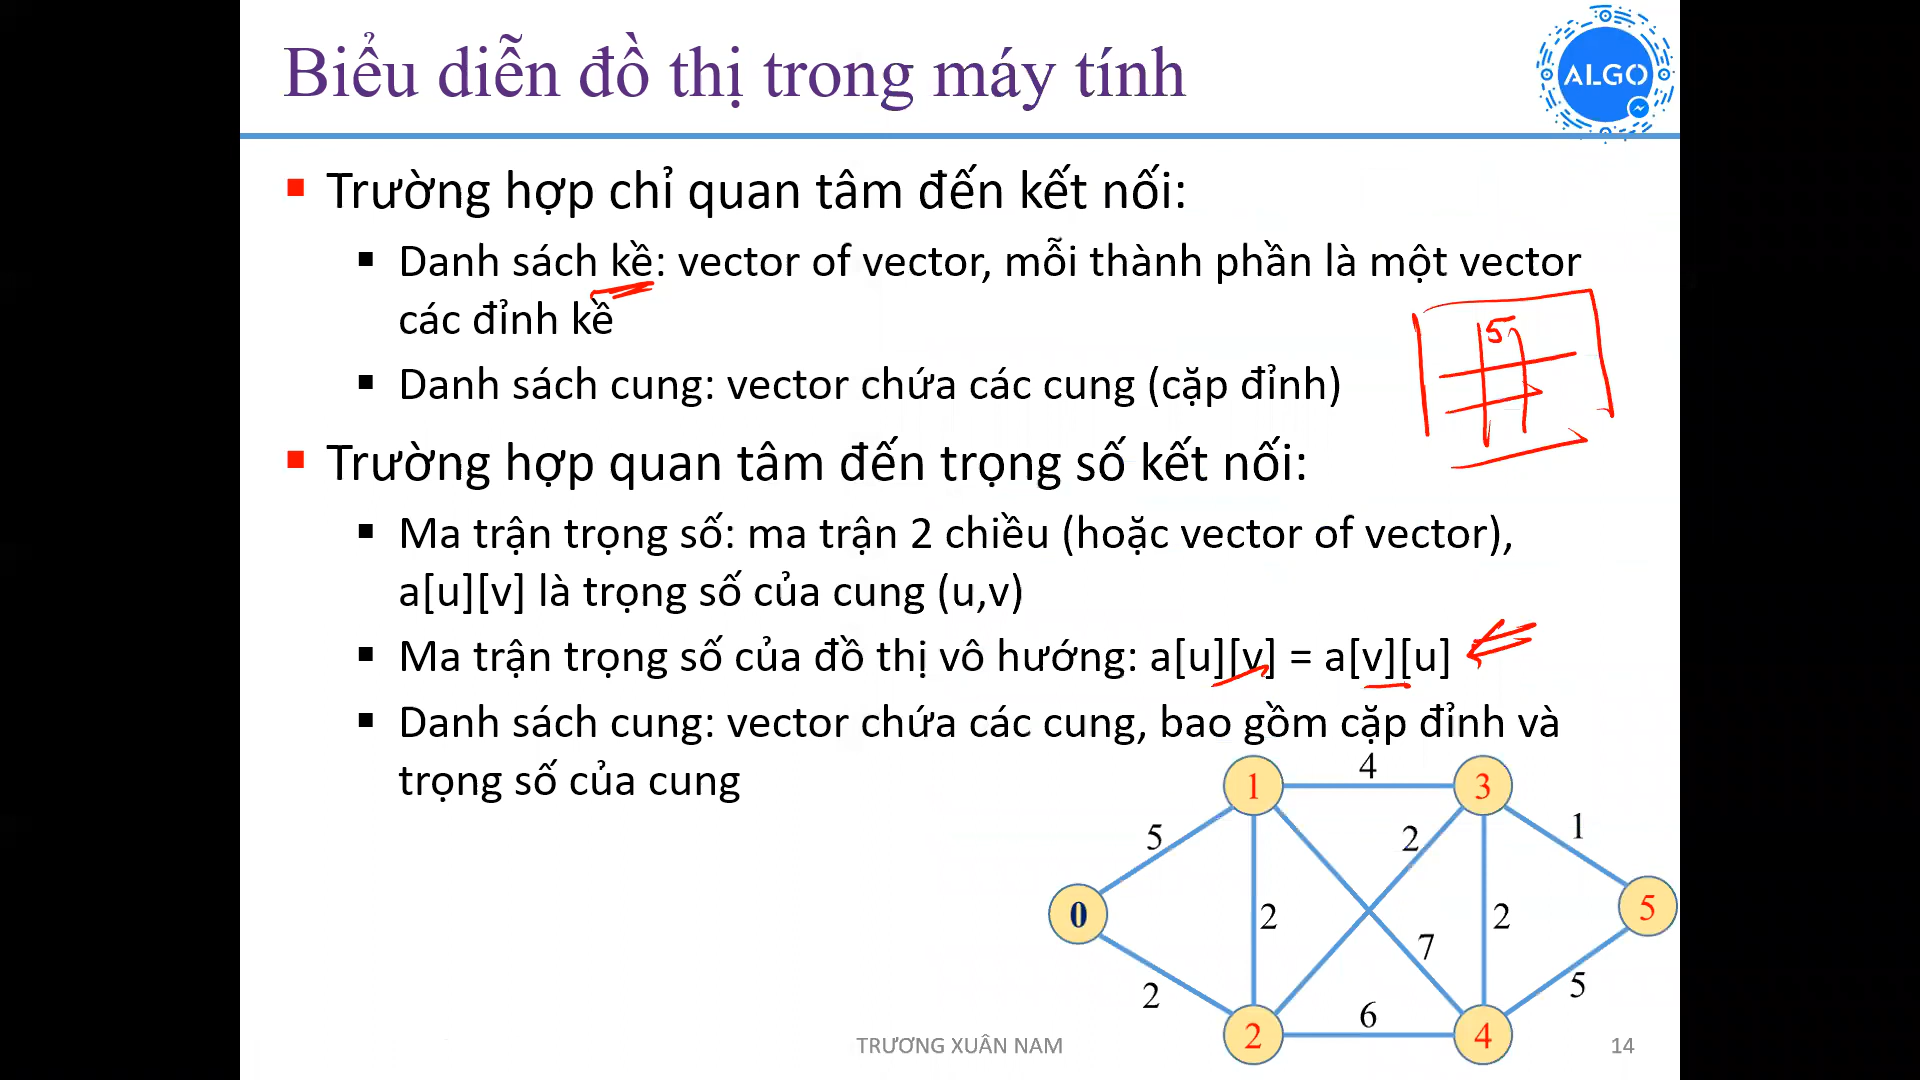 Biểu diễn đồ thị trong máy tính
ALGO
Trường hợp chỉ quan tâm đến kết nối:
Danh sách kề: vector of vector, mỗi thành phần là một vector
các đỉnh kề
5
Danh sách cung: vector chứa các cung (cặp đỉnh)
Trường hợp quan tâm đến trọng số kết nối:
Ma trận trọng số: ma trận 2 chiều (hoặc vector of vector),
a[u][v] là trọng số của cung (u,v)
Ma trận trọng số của đồ thị vô hướng: a[u][v] = a[v][u]
Danh sách cung: vector chứa các cung, bao gồm cặp đỉnh và
trọng số của cung
4
1 3
5 2 1
0 2 2 5
7
2 6 5
2 4
TRƯƠNG XUÂN NAM
14